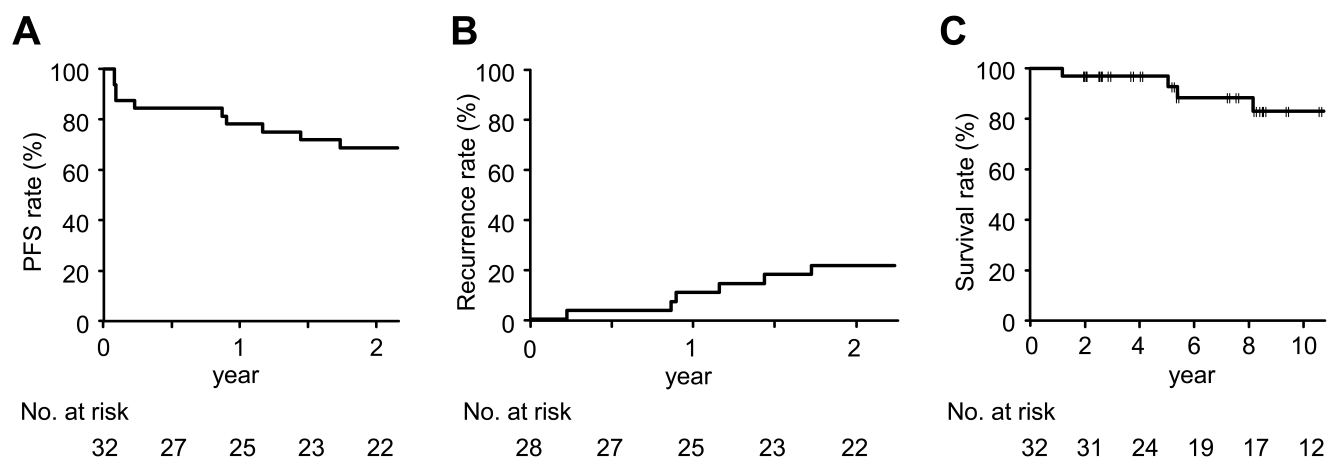 A
PFS rate (%)
100
80
60
40
20
0
0 1 2
year
No. at risk
32 27 25 23 22
B
Recurrence rate (%)
100
80
60
40
20
0
0 1 2
year
No. at risk
28 27 25 23 22
C
Survival rate (%)
100
80
60
40
20
0
0 2 4 6 8 10
year
No. at risk
32 31 24 19 17 12